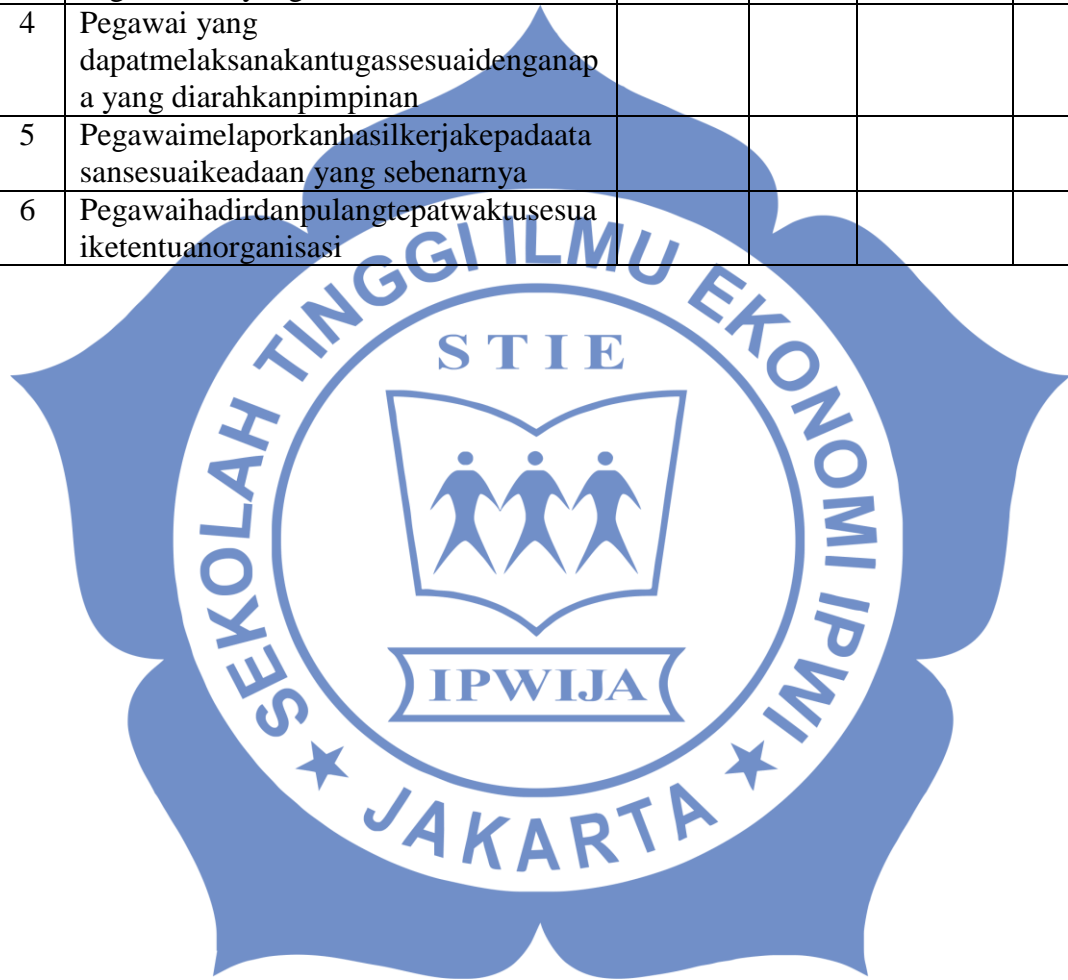 4 Pegawai yang
dapatmelaksanakantugassesuaidenganap
a yang diarahkanpimpinan
5 Pegawaimelaporkanhasilkerjakepadaata
sansesuaikeadaan yang sebenarnya
6 Pegawaihadirdanpulangtepatwaktusesua
iketentuanorganisasi
SEKOLAH TINGGI ILMU EKONOMI IPWI
STIE
IPWIJA
JAKARTA